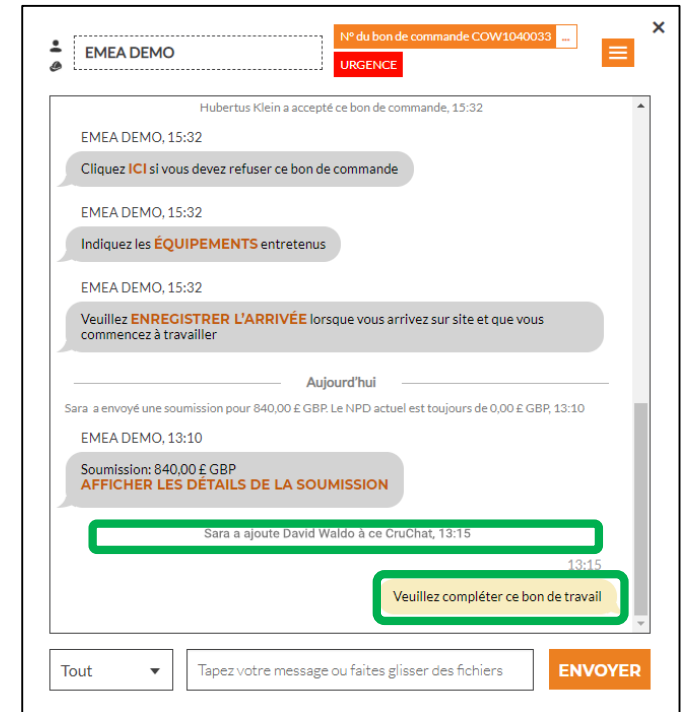 EMEA DEMO
Nº du bon de commande COW1040033 ...
URGENCE
Hubertus Klein a accepté ce bon de commande, 15:32
EMEA DEMO, 15:32
Cliquez ICI si vous devez refuser ce bon de commande
EMEA DEMO, 15:32
Indiquez les ÉQUIPEMENTS entretenus
EMEA DEMO, 15:32
Veuillez ENREGISTRER L'ARRIVÉE lorsque vous arrivez sur site et que vous
commencez à travailler
Aujourd'hui
Sara a envoyé une soumission pour 840,00 £ GBP. Le NPD actuel est toujours de 0,00 £ GBP, 13:10
EMEA DEMO, 13:10
Soumission: 840,00 £ GBP
AFFICHER LES DÉTAILS DE LA SOUMISSION
Sara a ajoute David Waldo à ce CruChat, 13:15
13:15
Veuillez compléter ce bon de travail
Tout
Tapez votre message ou faites glisser des fichiers
ENVOYER